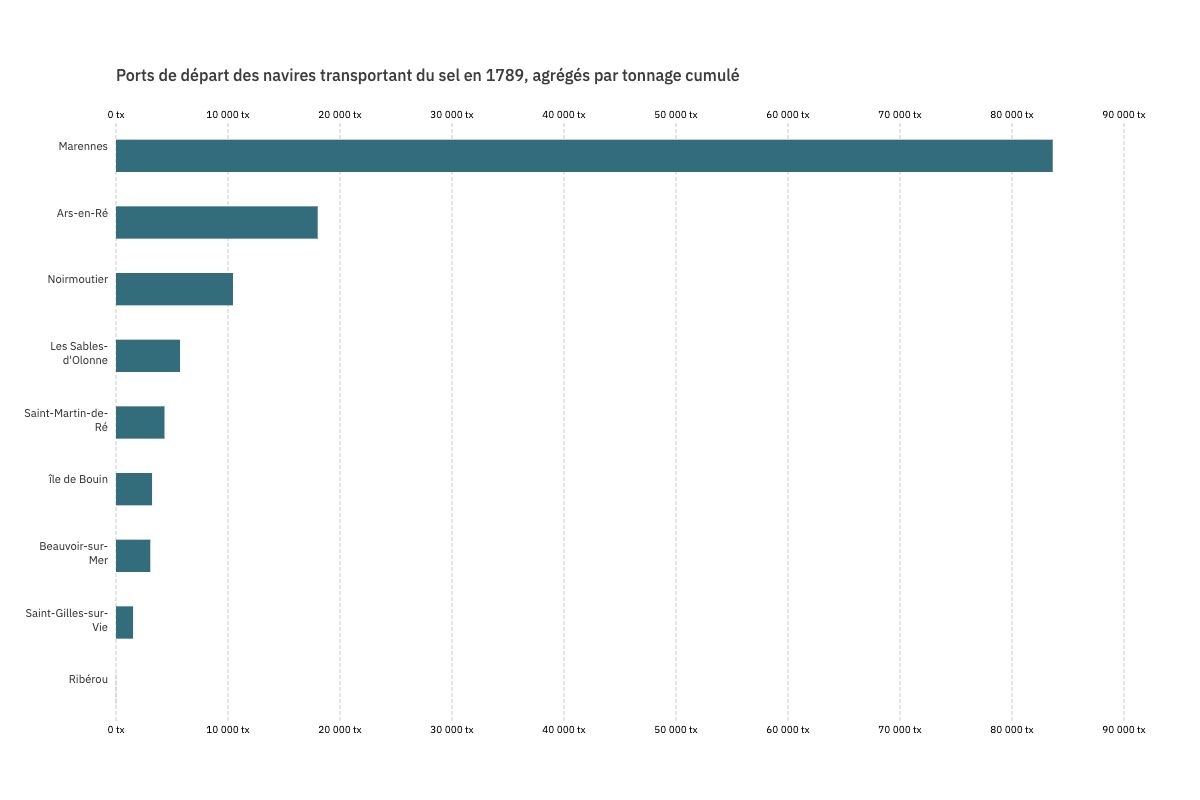 Ports de départ des navires transportant du sel en 1789, agrégés par tonnage cumulé
0 tx 10 000 tx 20 000 tx 30 000 tx 40 000 tx 50 000 tx 60 000 tx 70 000 tx 80 000 tx 90 000 tx
Marennes
Ars-en-Ré
Noirmoutier
Les Sables-
d'Olonne
Saint-Martin-de-
Ré
île de Bouin
Beauvoir-sur-
Mer
Saint-Gilles-sur-
Vie
Ribérou
0 tx 10 000 tx 20 000 tx 30 000 tx 40 000 tx 50 000 tx 60 000 tx 70 000 tx 80 000 tx 90 000 tx